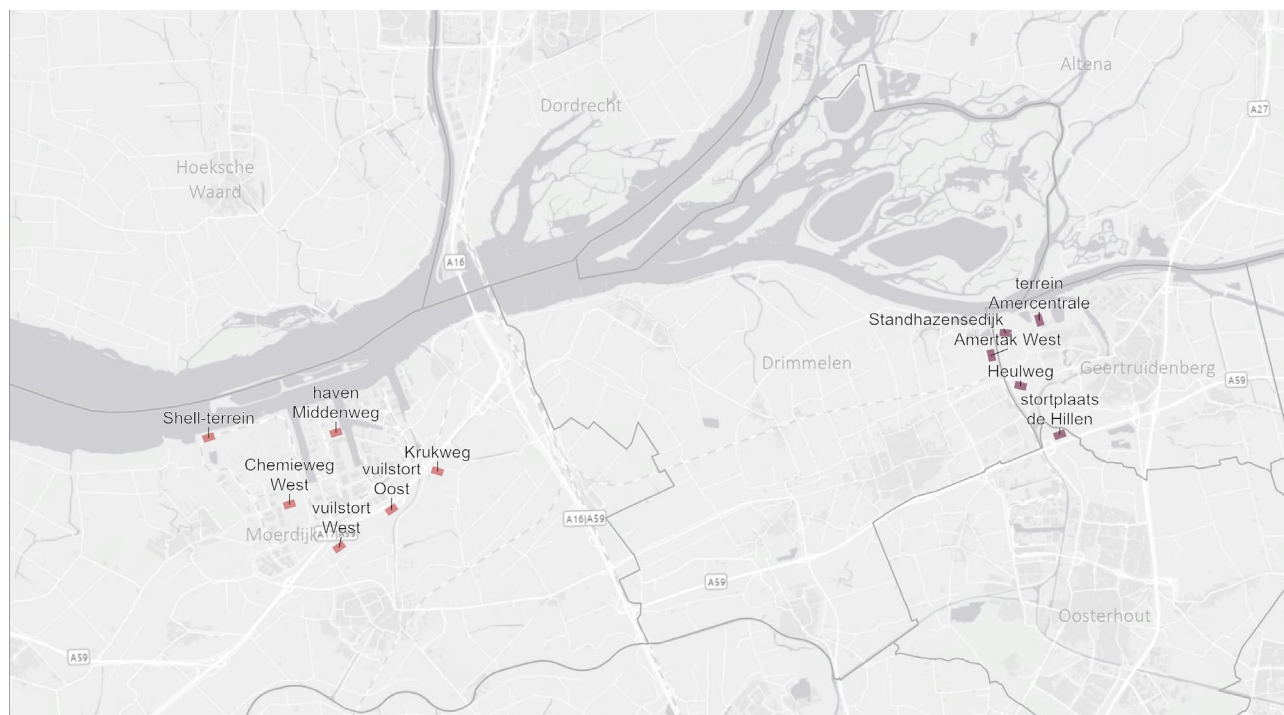 Altena
Dordrecht
A27
Hoeksche
Waard
A16
terrein
Amercentrale
Standhazensedijk
Amertak West
Drimmelen
Heulweg
Geertruidenberg
A59
haven
Middenweg
stortplaats
de Hillen
Shell-terrein
Krukweg
Chemieweg
West
vuilstort
Oost
vuilstort
West
Moerdijk
A16|A59
A59
Oosterhout
A59